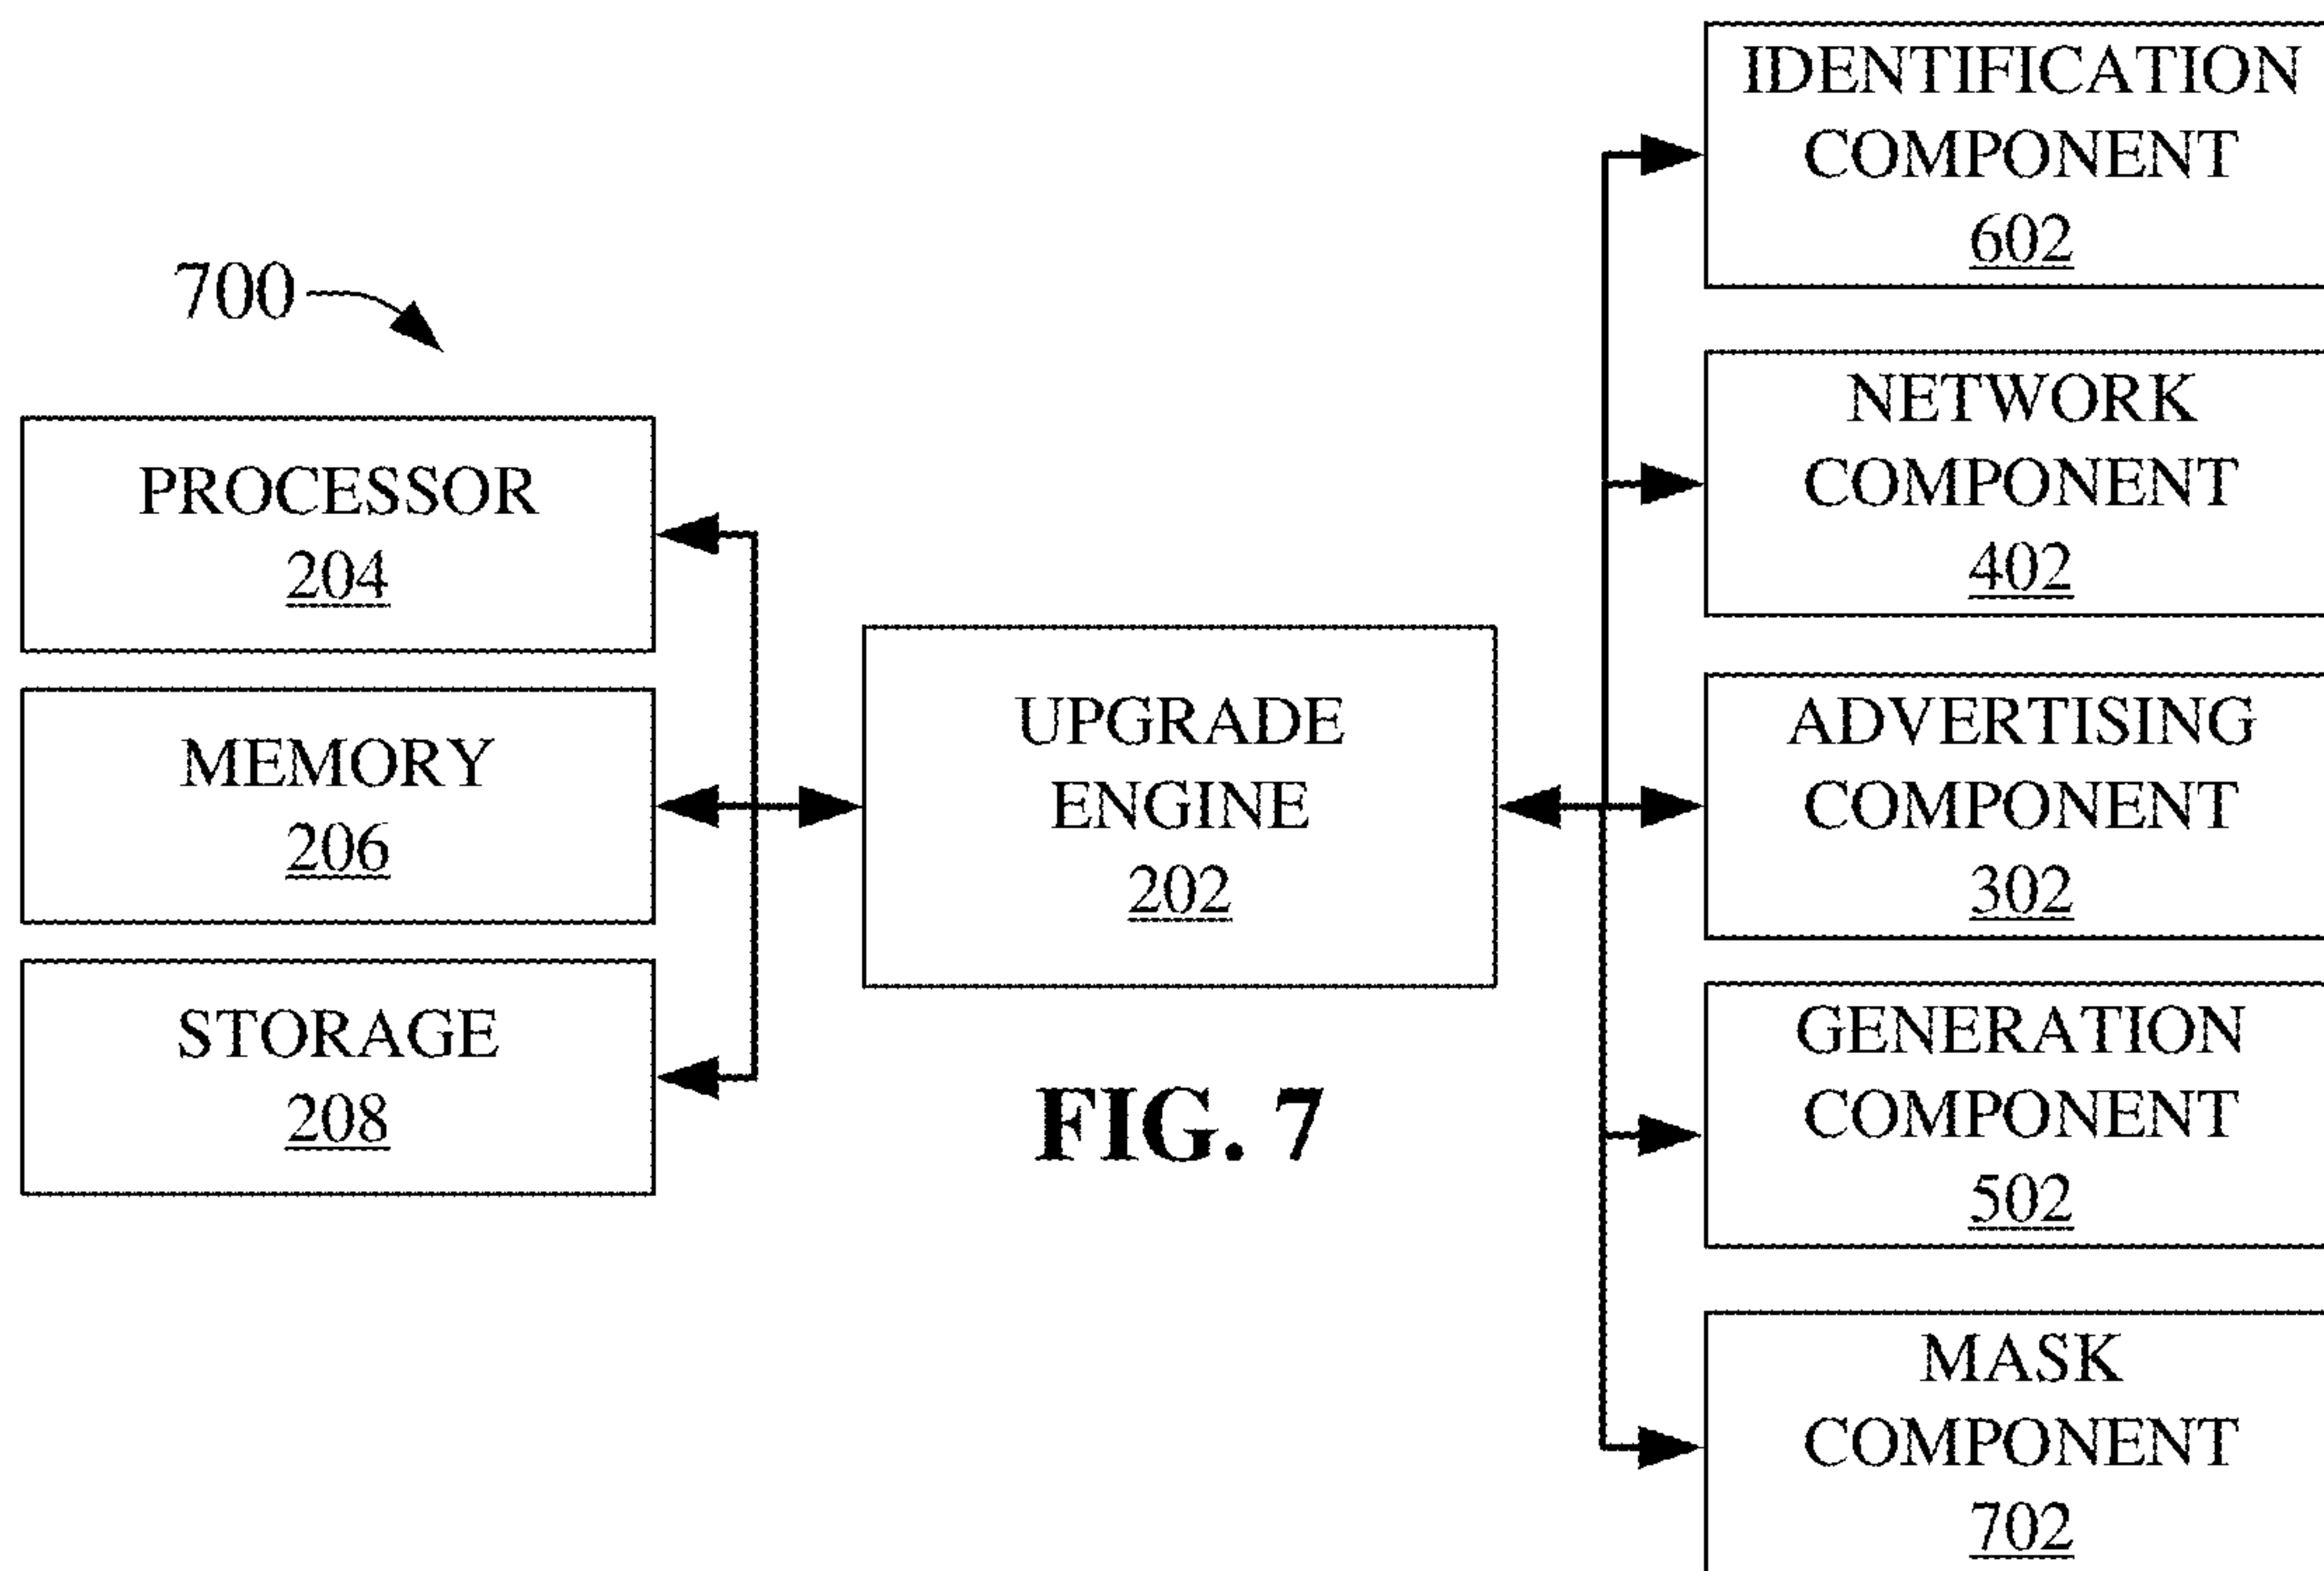 700
PROCESSOR
204
MEMORY
206
STORAGE
208
UPGRADE
ENGINE
202
FIG. 7
IDENTIFICATION
COMPONENT
602
NETWORK
COMPONENT
402
ADVERTISING
COMPONENT
302
GENERATION
COMPONENT
502
MASK
COMPONENT
702